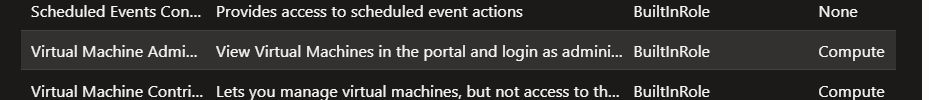 Scheduled Events Con... Provides access to scheduled event actions BuiltInRole None
Virtual Machine Admi... View Virtual Machines in the portal and login as admini... BuiltInRole Compute
Virtual Machine Contri... Lets you manage virtual machines, but not access to th... BuiltInRole Compute